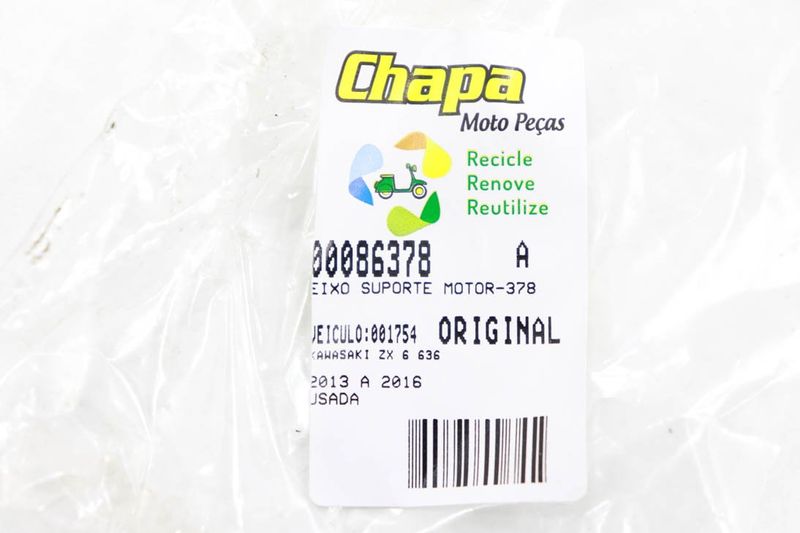 Chapa
Moto Peças
Recicle
Renove
Reutilize
00086378 A
EIXO SUPORTE MOTOR-378
VEICULO:001754 ORIGINAL
KAWASAKI ZX 6 636
2013 A 2016
USADA